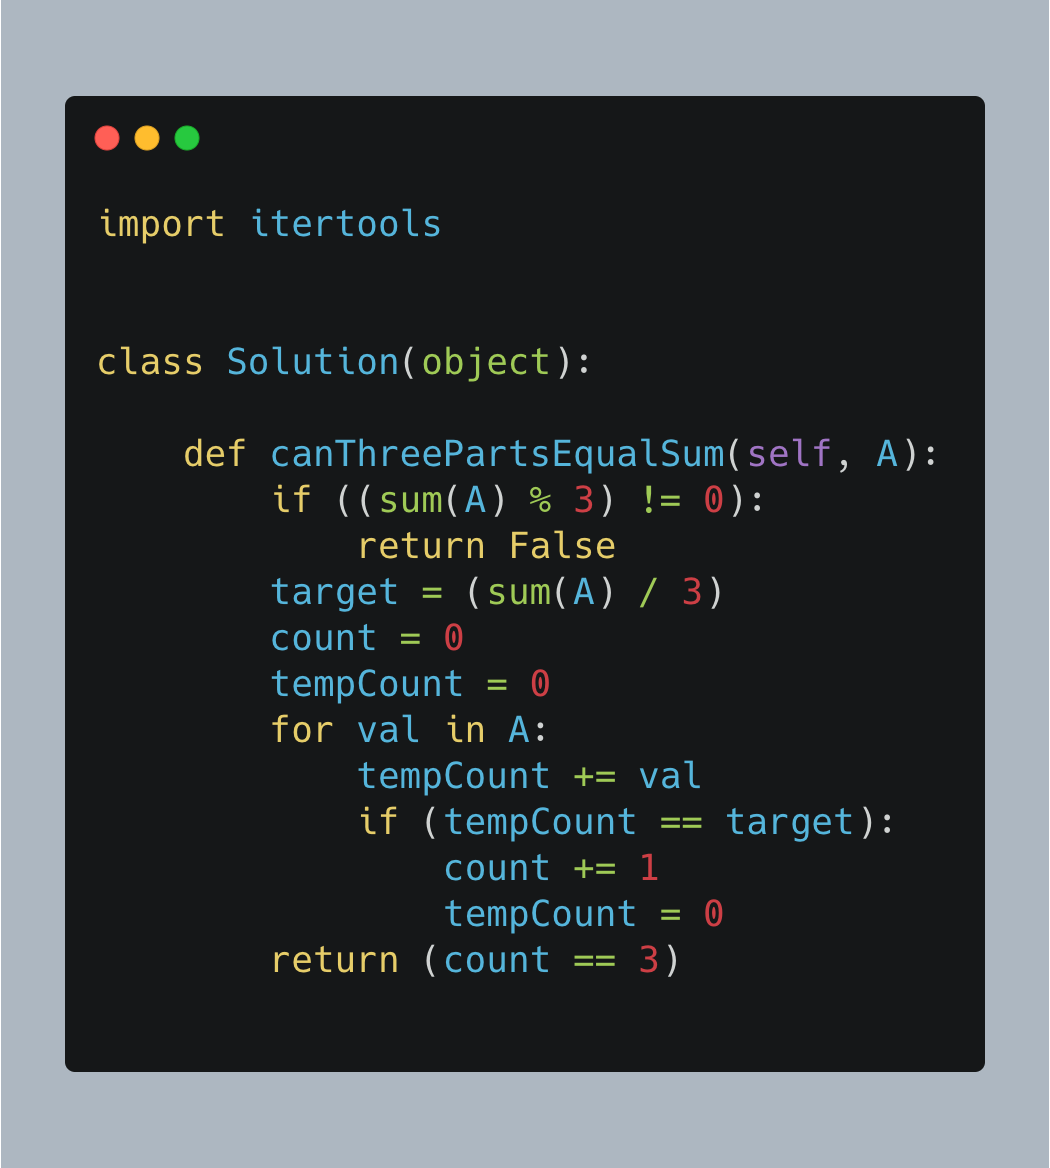 import itertools
class Solution(object):
    def canThreePartsEqualSum(self, A):
        if ((sum(A) % 3) != 0):
            return False
        target = (sum(A) / 3)
        count = 0
        tempCount = 0
        for val in A:
            tempCount += val
            if (tempCount == target):
                count += 1
                tempCount = 0
        return (count == 3)